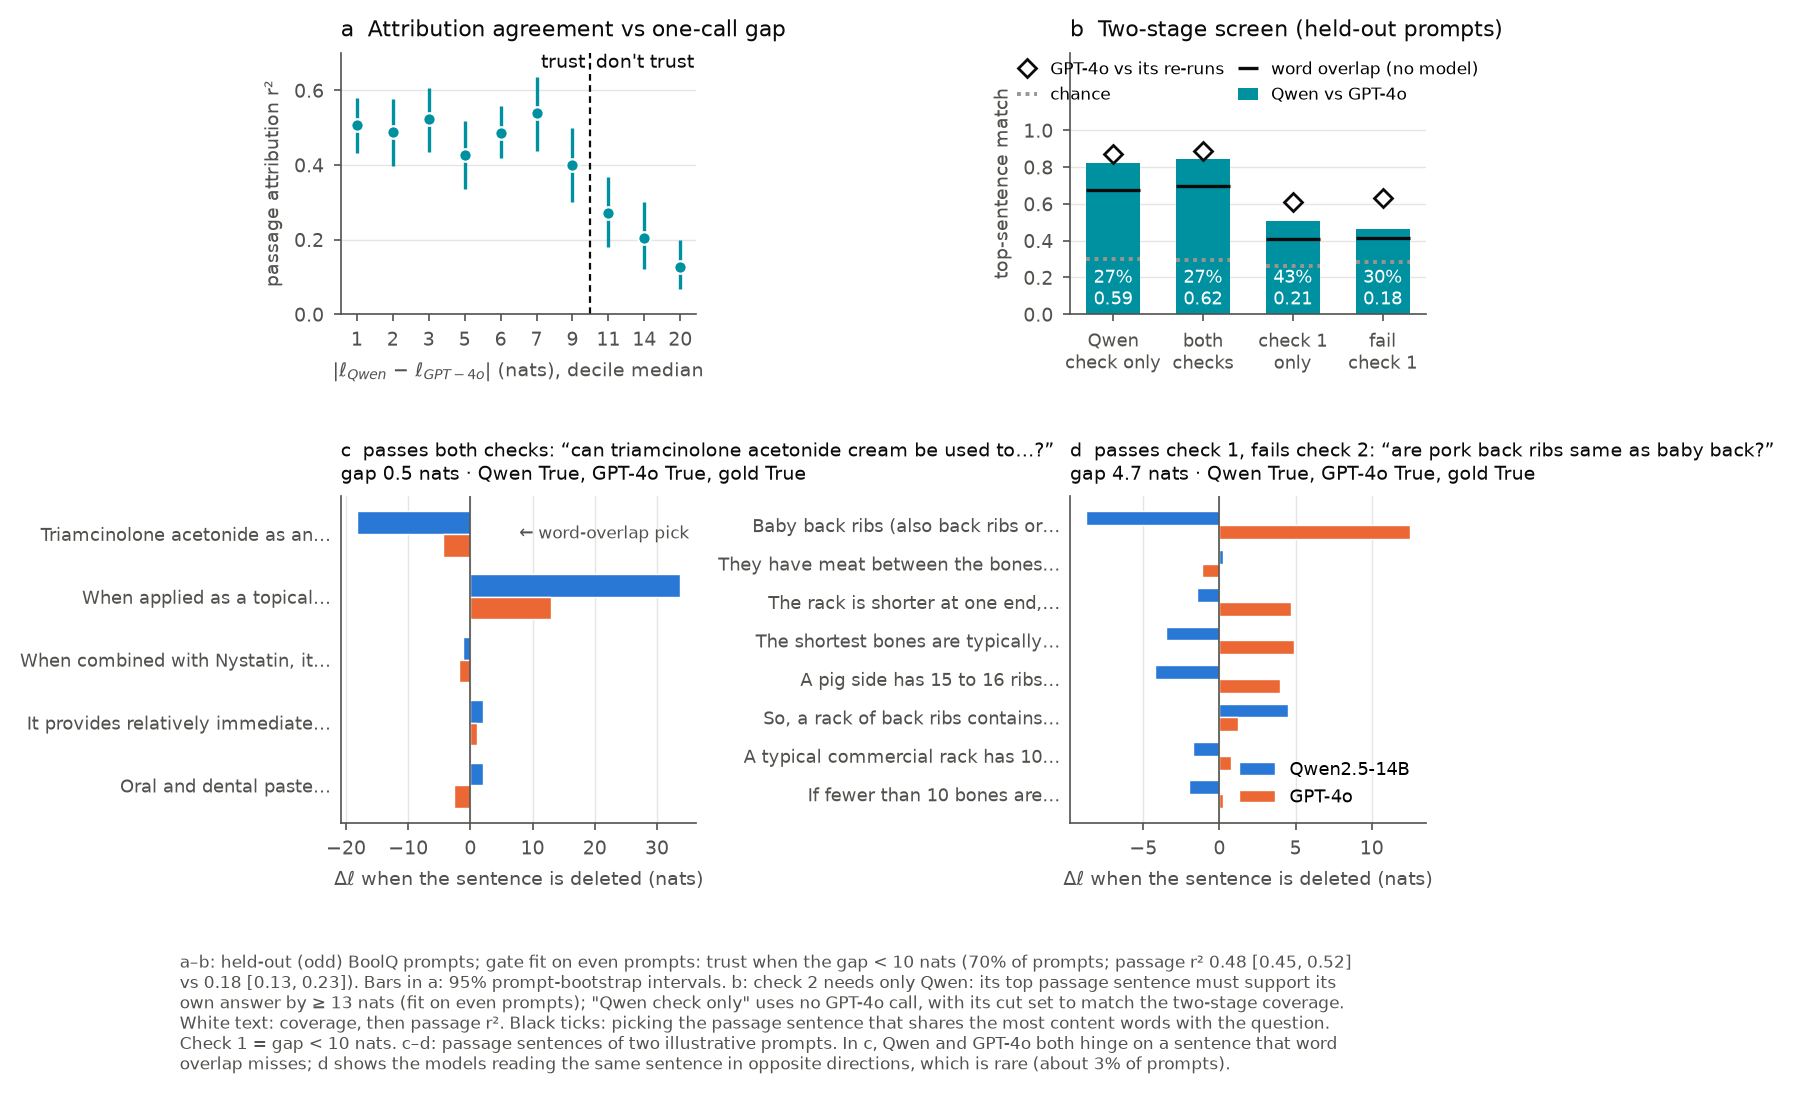 a  Attribution agreement vs one-call gap
trust
don't trust
passage attribution r²
0.6
0.4
0.2
0.0
1 2 3 5 6 7 9 11 14 20
|ℓQwen − ℓGPT−4o| (nats), decile median
b  Two-stage screen (held-out prompts)
GPT-4o vs its re-runs
word overlap (no model)
chance
Qwen vs GPT-4o
top-sentence match
1.0
0.8
0.6
0.4
0.2
0.0
27% 27% 43% 30%
0.59 0.62 0.21 0.18
Qwen check only
both checks
check 1 only
fail check 1
c  passes both checks: “can triamcinolone acetonide cream be used to…?”
gap 0.5 nats · Qwen True, GPT-4o True, gold True
← word-overlap pick
Triamcinolone acetonide as an…
When applied as a topical…
When combined with Nystatin, it…
It provides relatively immediate…
Oral and dental paste…
−20 −10 0 10 20 30
Δℓ when the sentence is deleted (nats)
d  passes check 1, fails check 2: “are pork back ribs same as baby back?”
gap 4.7 nats · Qwen True, GPT-4o True, gold True
Baby back ribs (also back ribs or…
They have meat between the bones…
The rack is shorter at one end,…
The shortest bones are typically…
A pig side has 15 to 16 ribs…
So, a rack of back ribs contains…
A typical commercial rack has 10…
If fewer than 10 bones are…
Qwen2.5-14B
GPT-4o
−5 0 5 10
Δℓ when the sentence is deleted (nats)
a–b: held-out (odd) BoolQ prompts; gate fit on even prompts: trust when the gap < 10 nats (70% of prompts; passage r² 0.48 [0.45, 0.52]
vs 0.18 [0.13, 0.23]). Bars in a: 95% prompt-bootstrap intervals. b: check 2 needs only Qwen: its top passage sentence must support its
own answer by ≥ 13 nats (fit on even prompts); "Qwen check only" uses no GPT-4o call, with its cut set to match the two-stage coverage.
White text: coverage, then passage r². Black ticks: picking the passage sentence that shares the most content words with the question.
Check 1 = gap < 10 nats. c–d: passage sentences of two illustrative prompts. In c, Qwen and GPT-4o both hinge on a sentence that word
overlap misses; d shows the models reading the same sentence in opposite directions, which is rare (about 3% of prompts).